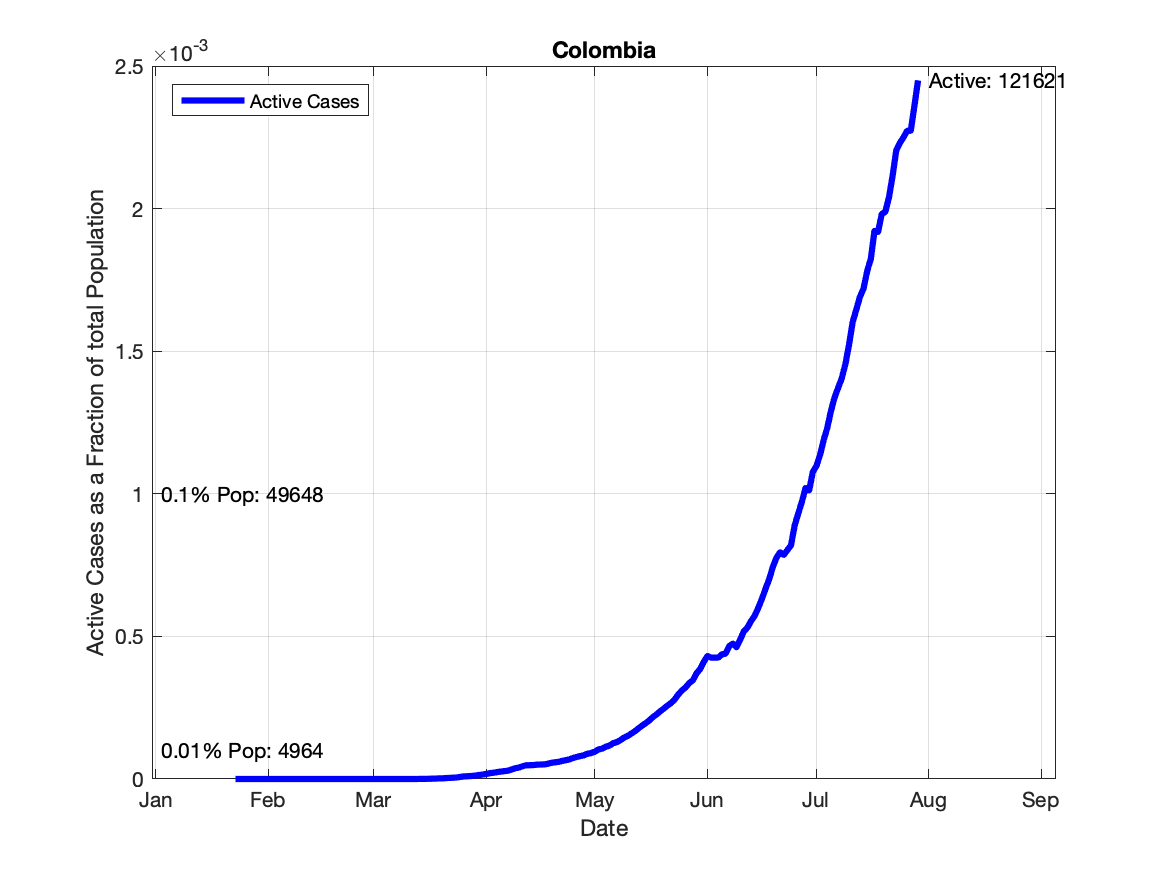 Colombia
×10-3
Active Cases
Active: 121621
2.5
2
1.5
1
0.5
0
0.1% Pop: 49648
0.01% Pop: 4964
Active Cases as a Fraction of total Population
Jan Feb Mar Apr May Jun Jul Aug Sep
Date